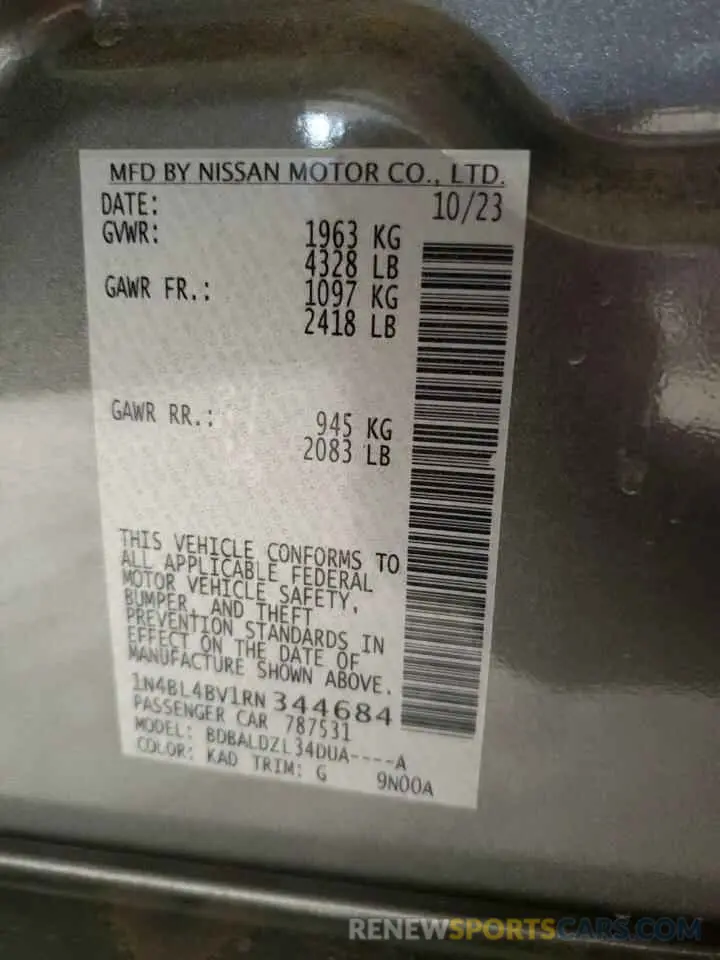 MFD BY NISSAN MOTOR CO., LTD.
DATE: 10/23
GVWR: 1963 KG
4328 LB
GAWR FR.: 1097 KG
2418 LB
GAWR RR.: 945 KG
2083 LB
THIS VEHICLE CONFORMS TO
ALL APPLICABLE FEDERAL
MOTOR VEHICLE SAFETY,
BUMPER, AND THEFT
PREVENTION STANDARDS IN
EFFECT ON THE DATE OF
MANUFACTURE SHOWN ABOVE.
1N4BL4BV1RN344684
PASSENGER CAR 787531
MODEL: BDBALDZL34DUA----A
COLOR: KAD TRIM: G 9N00A
RENEWSPORTSCARS.COM